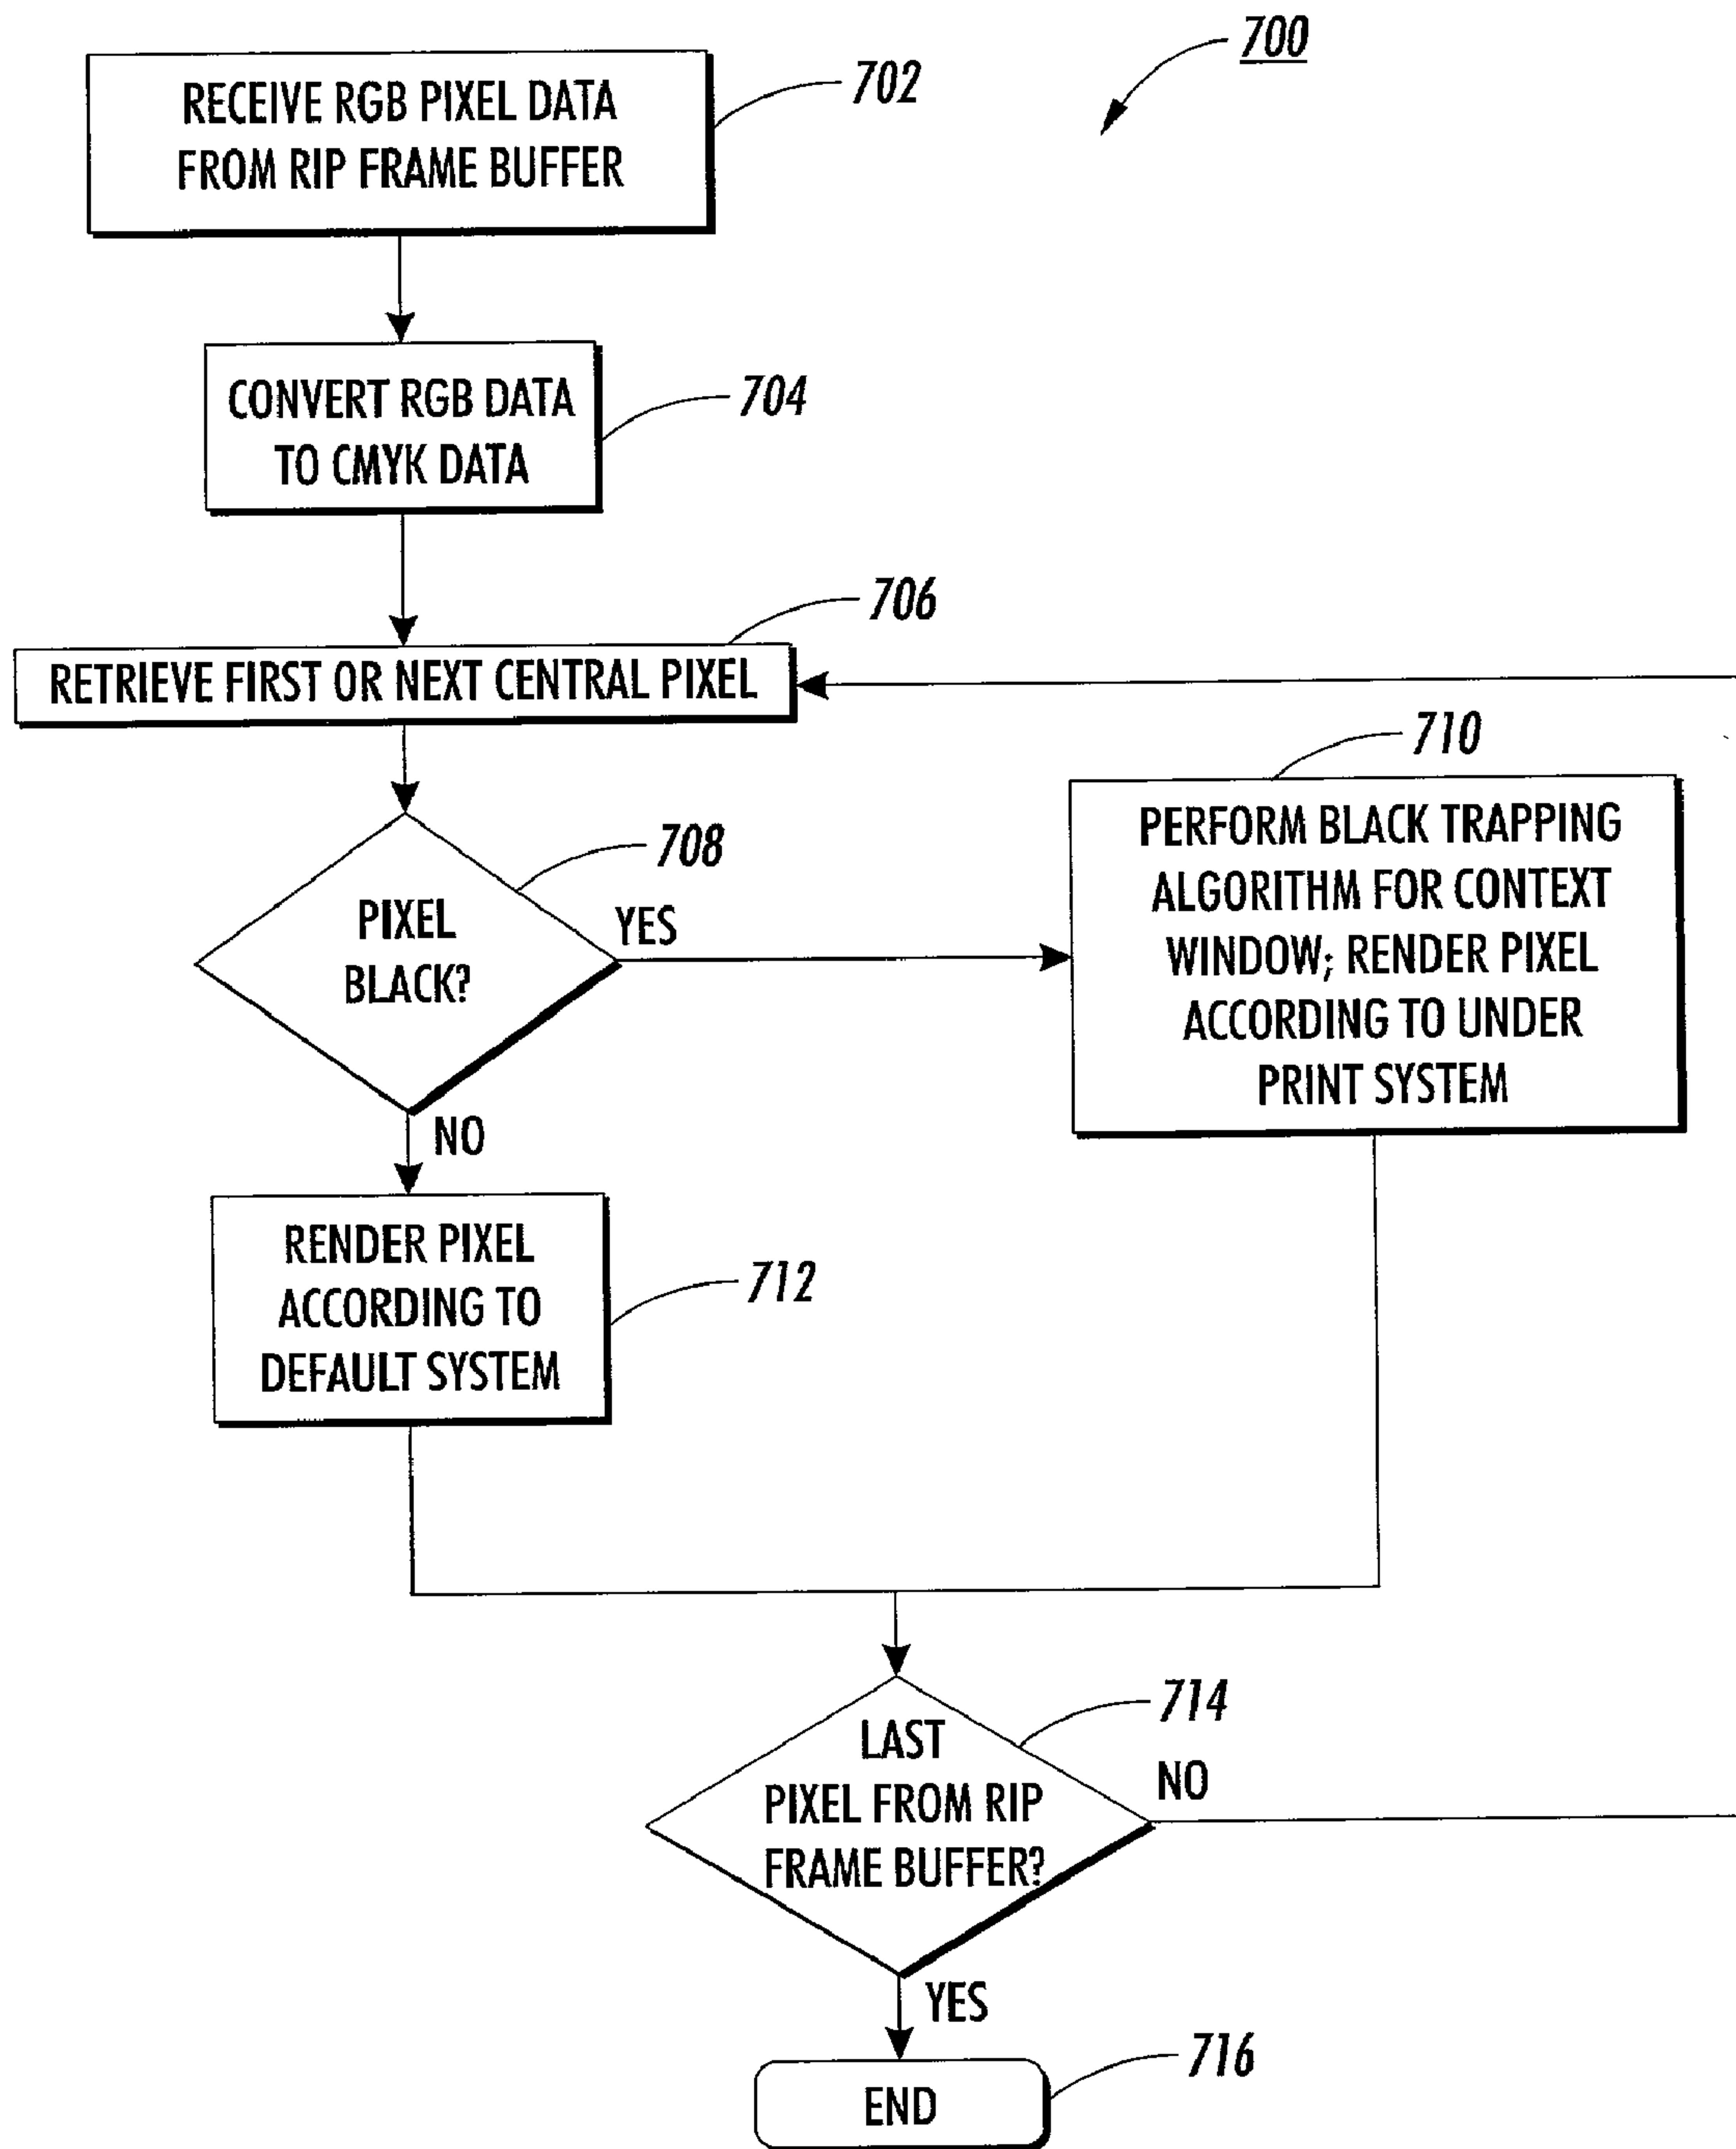 700
RECEIVE RGB PIXEL DATA
FROM RIP FRAME BUFFER
702
CONVERT RGB DATA
TO CMYK DATA
704
706
RETRIEVE FIRST OR NEXT CENTRAL PIXEL
708
PIXEL
BLACK?
YES
NO
710
PERFORM BLACK TRAPPING
ALGORITHM FOR CONTEXT
WINDOW; RENDER PIXEL
ACCORDING TO UNDER
PRINT SYSTEM
RENDER PIXEL
ACCORDING TO
DEFAULT SYSTEM
712
714
LAST
PIXEL FROM RIP
FRAME BUFFER?
NO
YES
716
END